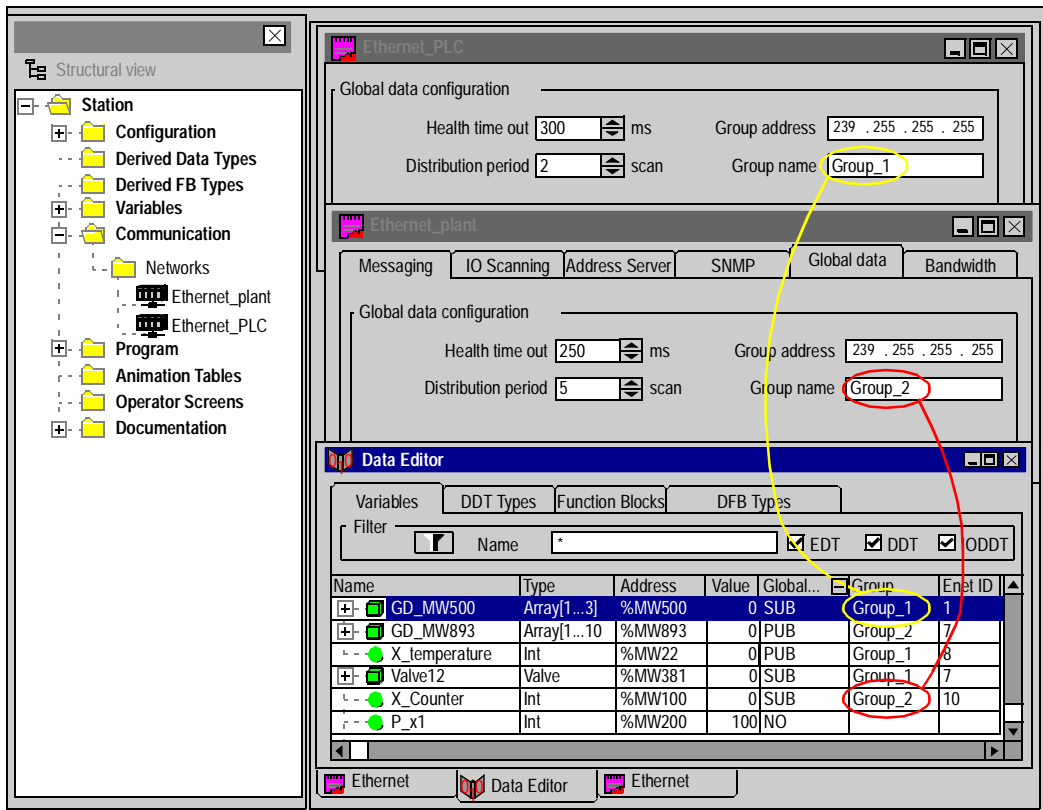 Structural view
Station
Configuration
Derived Data Types
Derived FB Types
Variables
Communication
Networks
Ethernet_plant
Ethernet_PLC
Program
Animation Tables
Operator Screens
Documentation
Ethernet_PLC
Global data configuration
Health time out 300 ms Group address 239 . 255 . 255 . 255
Distribution period 2 scan Group name Group_1
Ethernet_plant
Messaging IO Scanning Address Server SNMP Global data Bandwidth
Global data configuration
Health time out 250 ms Group address 239 . 255 . 255 . 255
Distribution period 5 scan Group name Group_2
Data Editor
Variables DDT Types Function Blocks DFB Types
Filter
Name * EDT DDT IODDT
Name Type Address Value Global... Group Enet ID
GD_MW500 Array[1...3] %MW500 0 SUB Group_1 1
GD_MW893 Array[1...10 %MW893 0 PUB Group_2 7
X_temperature Int %MW22 0 PUB Group_1 8
Valve12 Valve %MW381 0 SUB Group_1 7
X_Counter Int %MW100 0 SUB Group_2 10
P_x1 Int %MW200 100 NO
Ethernet Data Editor Ethernet